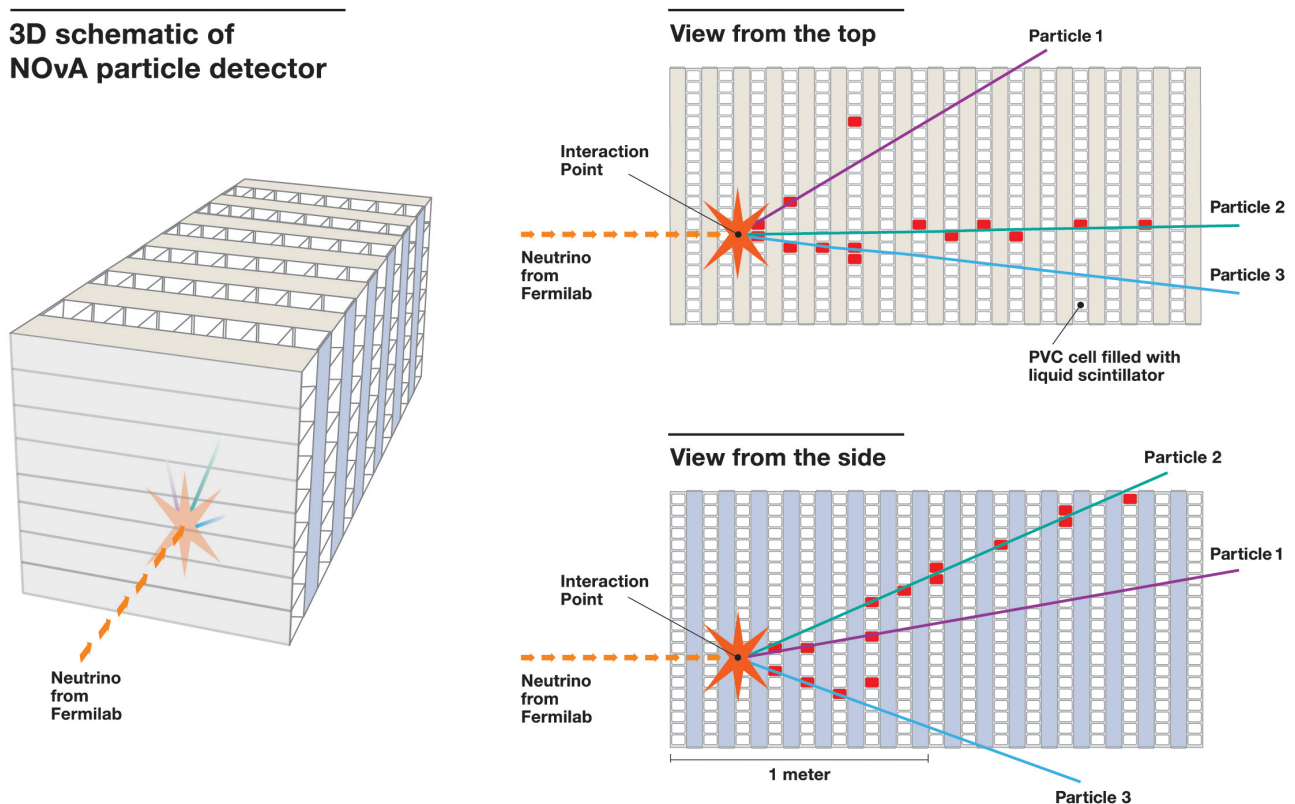 3D schematic of
NOνA particle detector
Neutrino
from
Fermilab
View from the top
Particle 1
Interaction
Point
Particle 2
Neutrino
from
Fermilab
Particle 3
PVC cell filled with
liquid scintillator
View from the side
Particle 2
Particle 1
Interaction
Point
Neutrino
from
Fermilab
1 meter
Particle 3